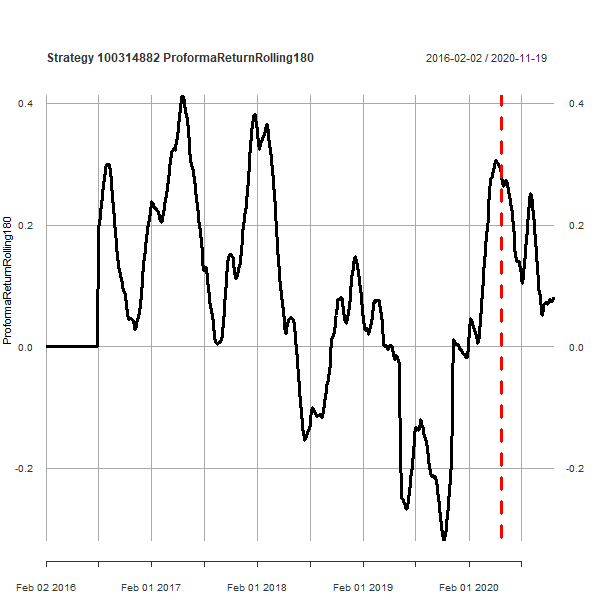 Strategy 100314882 ProformaReturnRolling180
2016-02-02 / 2020-11-19
ProformaReturnRolling180
0.4
0.4
0.2
0.2
0.0
0.0
-0.2
-0.2
Feb 02 2016
Feb 01 2017
Feb 01 2018
Feb 01 2019
Feb 01 2020